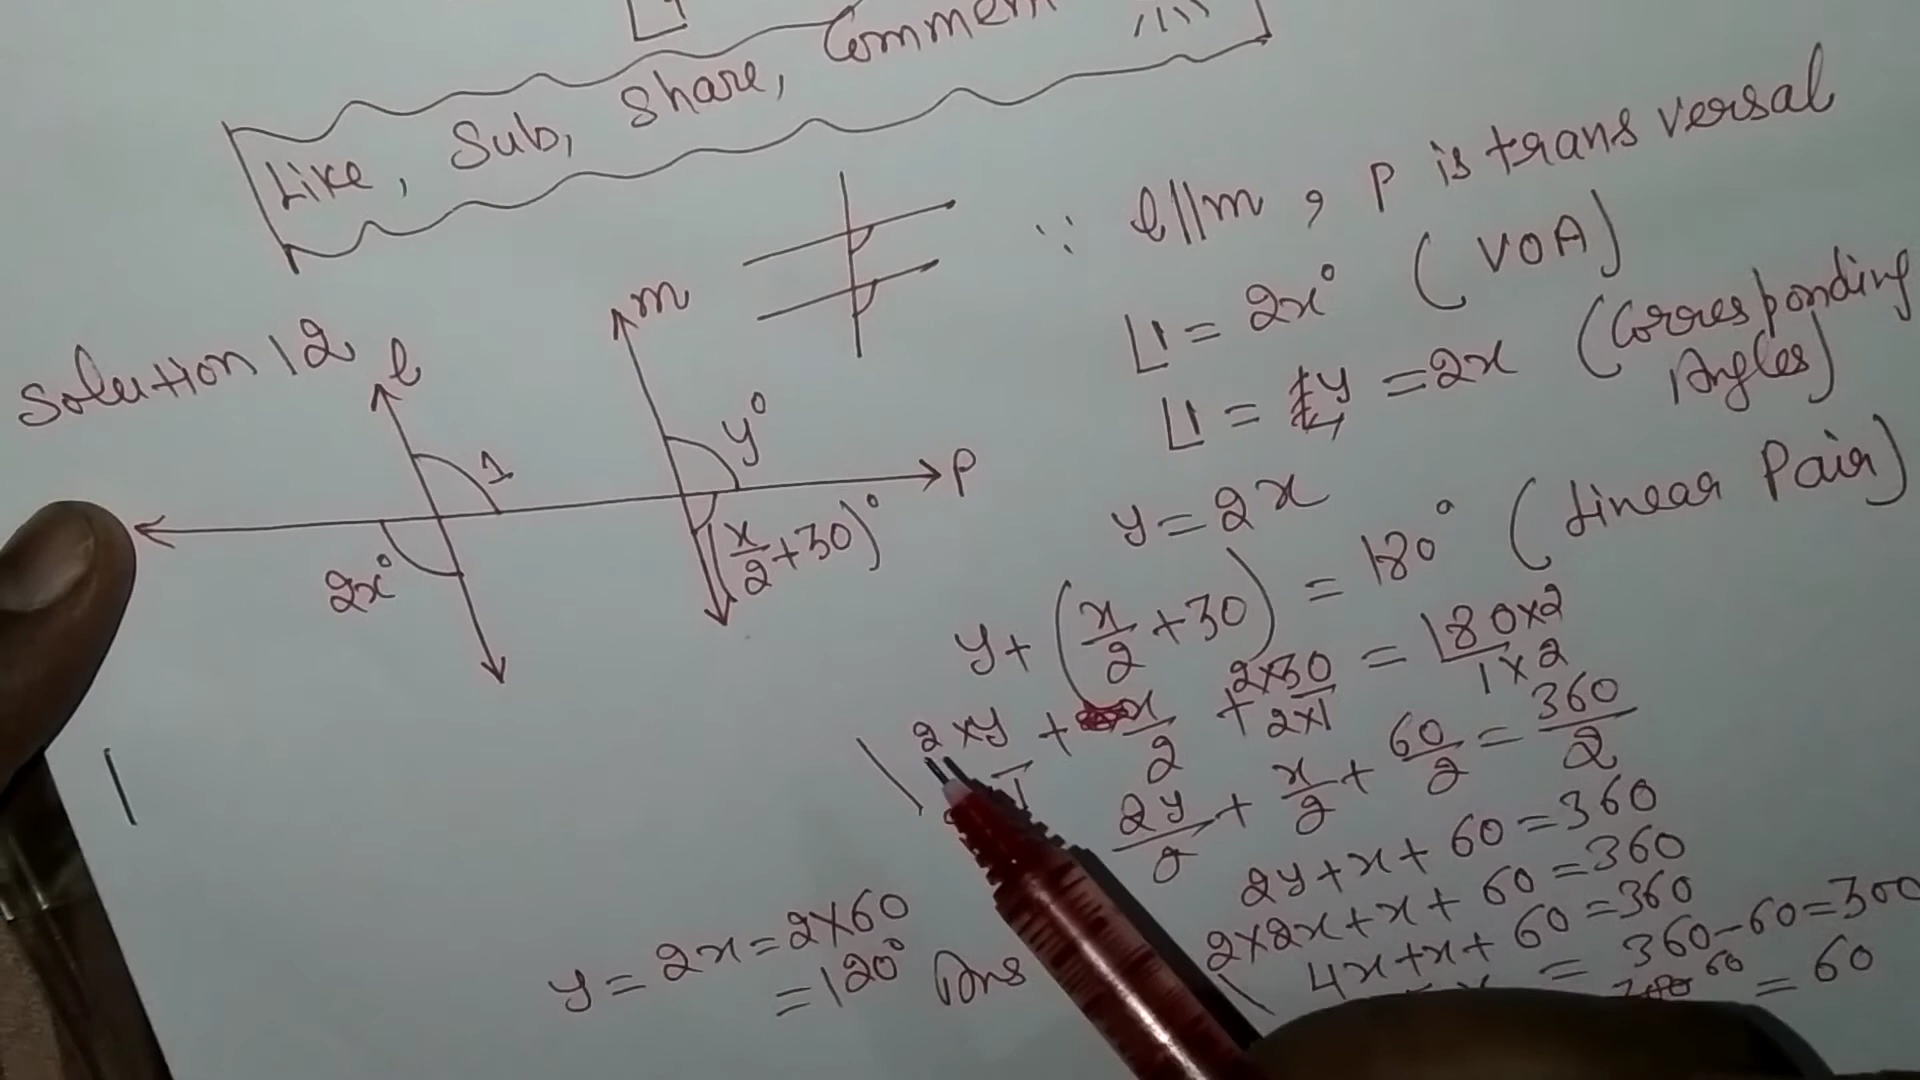 Like, Sub, Share, Comment
Solution 12
l
m
1
y°
p
2x°
(x/2+30)°
∵ l||m, p is transversal
∠1 = 2x° (VOA)
∠1 = ∠y = 2x (Corresponding Angles)
y = 2x
y + (x/2 + 30) = 180° (Linear Pair)
2×y/1 + x/2 + 2×30/2×1 = 180×2/1×2
2y/2 + x/2 + 60/2 = 360/2
2y + x + 60 = 360
2×2x + x + 60 = 360
4x + x + 60 = 360
= 360-60=300
60 = 60
y = 2x = 2×60
= 120° Ans